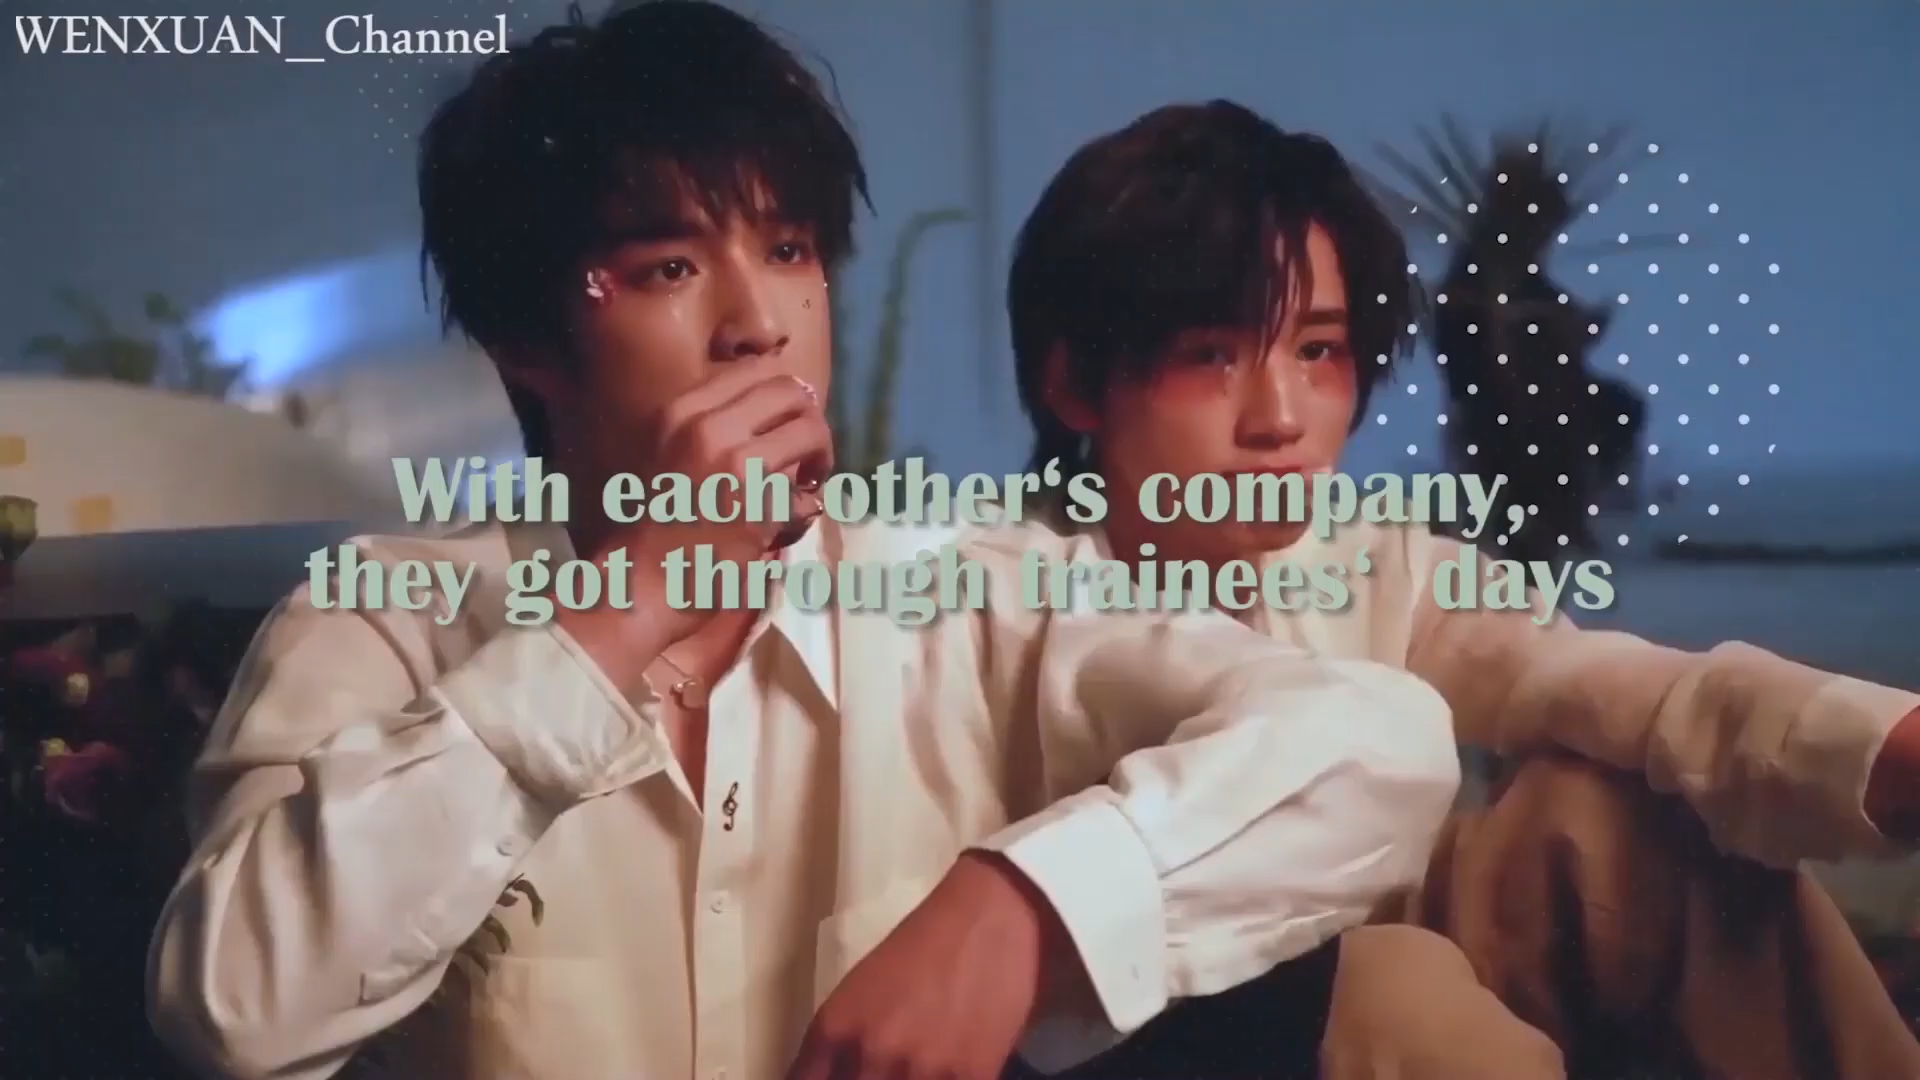 WENXUAN_Channel
With each other‘s company,
they got through trainees‘ days